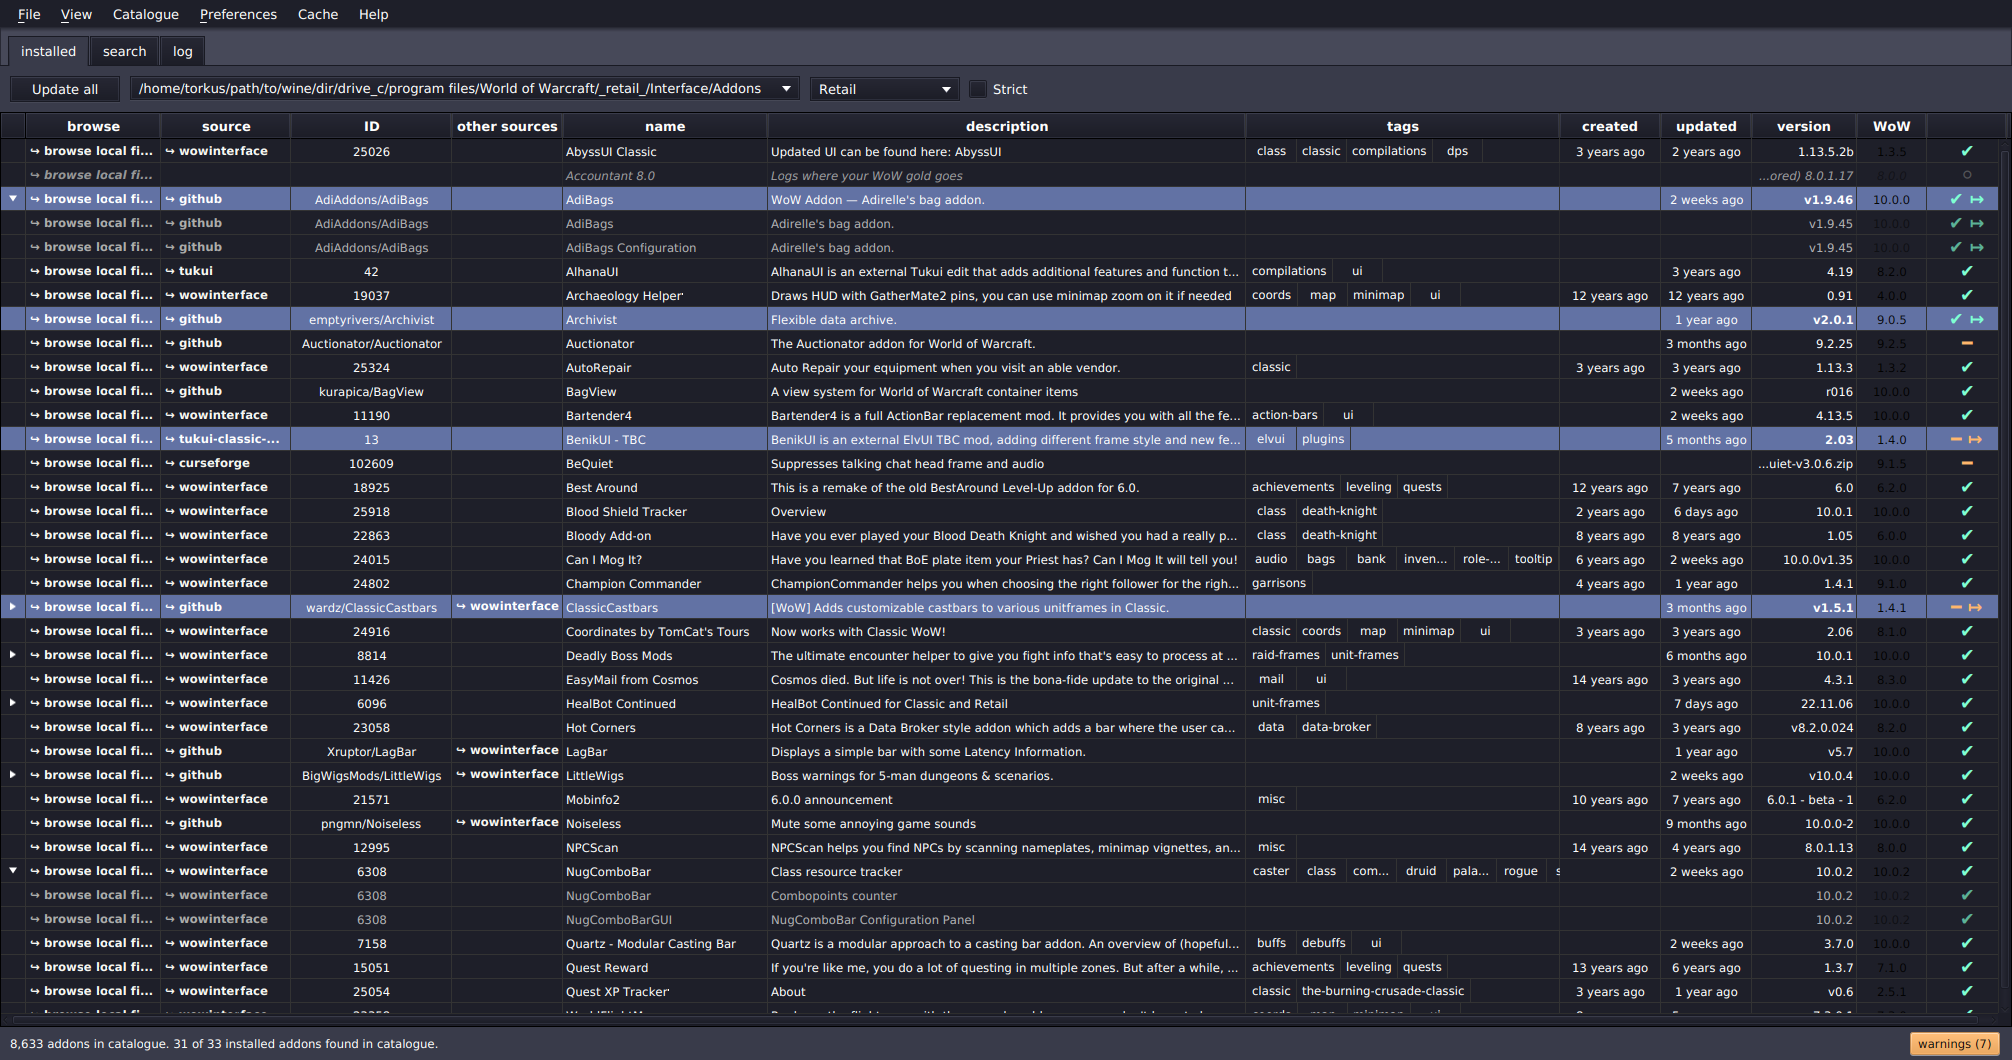 File View Catalogue Preferences Cache Help
installed search log
Update all /home/torkus/path/to/wine/dir/drive_c/program files/World of Warcraft/_retail_/Interface/Addons Retail Strict
browse source ID other sources name description tags created updated version WoW
↪ browse local fi... ↪ wowinterface 25026 AbyssUI Classic Updated UI can be found here: AbyssUI class classic compilations dps 3 years ago 2 years ago 1.13.5.2b 1.3.5
↪ browse local fi... Accountant 8.0 Logs where your WoW gold goes ...ored) 8.0.1.17 8.0.0
↪ browse local fi... ↪ github AdiAddons/AdiBags AdiBags WoW Addon — Adirelle's bag addon. 2 weeks ago v1.9.46 10.0.0
↪ browse local fi... ↪ github AdiAddons/AdiBags AdiBags Adirelle's bag addon. v1.9.45 10.0.0
↪ browse local fi... ↪ github AdiAddons/AdiBags AdiBags Configuration Adirelle's bag addon. v1.9.45 10.0.0
↪ browse local fi... ↪ tukui 42 AlhanaUI AlhanaUI is an external Tukui edit that adds additional features and function t... compilations ui 3 years ago 4.19 8.2.0
↪ browse local fi... ↪ wowinterface 19037 Archaeology Helper' Draws HUD with GatherMate2 pins, you can use minimap zoom on it if needed coords map minimap ui 12 years ago 12 years ago 0.91 4.0.0
↪ browse local fi... ↪ github emptyrivers/Archivist Archivist Flexible data archive. 1 year ago v2.0.1 9.0.5
↪ browse local fi... ↪ github Auctionator/Auctionator Auctionator The Auctionator addon for World of Warcraft. 3 months ago 9.2.25 9.2.5
↪ browse local fi... ↪ wowinterface 25324 AutoRepair Auto Repair your equipment when you visit an able vendor. classic 3 years ago 3 years ago 1.13.3 1.3.2
↪ browse local fi... ↪ github kurapica/BagView BagView A view system for World of Warcraft container items 2 weeks ago r016 10.0.0
↪ browse local fi... ↪ wowinterface 11190 Bartender4 Bartender4 is a full ActionBar replacement mod. It provides you with all the fe... action-bars ui 2 weeks ago 4.13.5 10.0.0
↪ browse local fi... ↪ tukui-classic-... 13 BenikUI - TBC BenikUI is an external ElvUI TBC mod, adding different frame style and new fe... elvui plugins 5 months ago 2.03 1.4.0
↪ browse local fi... ↪ curseforge 102609 BeQuiet Suppresses talking chat head frame and audio ...uiet-v3.0.6.zip 9.1.5
↪ browse local fi... ↪ wowinterface 18925 Best Around This is a remake of the old BestAround Level-Up addon for 6.0. achievements leveling quests 12 years ago 7 years ago 6.0 6.2.0
↪ browse local fi... ↪ wowinterface 25918 Blood Shield Tracker Overview class death-knight 2 years ago 6 days ago 10.0.1 10.0.0
↪ browse local fi... ↪ wowinterface 22863 Bloody Add-on Have you ever played your Blood Death Knight and wished you had a really p... class death-knight 8 years ago 8 years ago 1.05 6.0.0
↪ browse local fi... ↪ wowinterface 24015 Can I Mog It? Have you learned that BoE plate item your Priest has? Can I Mog It will tell you! audio bags bank inven... role-... tooltip 6 years ago 2 weeks ago 10.0.0v1.35 10.0.0
↪ browse local fi... ↪ wowinterface 24802 Champion Commander ChampionCommander helps you when choosing the right follower for the righ... garrisons 4 years ago 1 year ago 1.4.1 9.1.0
↪ browse local fi... ↪ github wardz/ClassicCastbars ↪ wowinterface ClassicCastbars [WoW] Adds customizable castbars to various unitframes in Classic. 3 months ago v1.5.1 1.4.1
↪ browse local fi... ↪ wowinterface 24916 Coordinates by TomCat's Tours Now works with Classic WoW! classic coords map minimap ui 3 years ago 3 years ago 2.06 8.1.0
↪ browse local fi... ↪ wowinterface 8814 Deadly Boss Mods The ultimate encounter helper to give you fight info that's easy to process at ... raid-frames unit-frames 6 months ago 10.0.1 10.0.0
↪ browse local fi... ↪ wowinterface 11426 EasyMail from Cosmos Cosmos died. But life is not over! This is the bona-fide update to the original ... mail ui 14 years ago 3 years ago 4.3.1 8.3.0
↪ browse local fi... ↪ wowinterface 6096 HealBot Continued HealBot Continued for Classic and Retail unit-frames 7 days ago 22.11.06 10.0.0
↪ browse local fi... ↪ wowinterface 23058 Hot Corners Hot Corners is a Data Broker style addon which adds a bar where the user ca... data data-broker 8 years ago 3 years ago v8.2.0.024 8.2.0
↪ browse local fi... ↪ github Xruptor/LagBar ↪ wowinterface LagBar Displays a simple bar with some Latency Information. 1 year ago v5.7 10.0.0
↪ browse local fi... ↪ github BigWigsMods/LittleWigs ↪ wowinterface LittleWigs Boss warnings for 5-man dungeons & scenarios. 2 weeks ago v10.0.4 10.0.0
↪ browse local fi... ↪ wowinterface 21571 Mobinfo2 6.0.0 announcement misc 10 years ago 7 years ago 6.0.1 - beta - 1 6.2.0
↪ browse local fi... ↪ github pngmn/Noiseless ↪ wowinterface Noiseless Mute some annoying game sounds 9 months ago 10.0.0-2 10.0.0
↪ browse local fi... ↪ wowinterface 12995 NPCScan NPCScan helps you find NPCs by scanning nameplates, minimap vignettes, an... misc 14 years ago 4 years ago 8.0.1.13 8.0.0
↪ browse local fi... ↪ wowinterface 6308 NugComboBar Class resource tracker caster class com... druid pala... rogue 2 weeks ago 10.0.2 10.0.2
↪ browse local fi... ↪ wowinterface 6308 NugComboBar Combopoints counter 10.0.2 10.0.2
↪ browse local fi... ↪ wowinterface 6308 NugComboBarGUI NugComboBar Configuration Panel 10.0.2 10.0.2
↪ browse local fi... ↪ wowinterface 7158 Quartz - Modular Casting Bar Quartz is a modular approach to a casting bar addon. An overview of (hopeful... buffs debuffs ui 2 weeks ago 3.7.0 10.0.0
↪ browse local fi... ↪ wowinterface 15051 Quest Reward If you're like me, you do a lot of questing in multiple zones. But after a while, ... achievements leveling quests 13 years ago 6 years ago 1.3.7 7.1.0
↪ browse local fi... ↪ wowinterface 25054 Quest XP Tracker' About classic the-burning-crusade-classic 3 years ago 1 year ago v0.6 2.5.1
8,633 addons in catalogue. 31 of 33 installed addons found in catalogue. warnings (7)